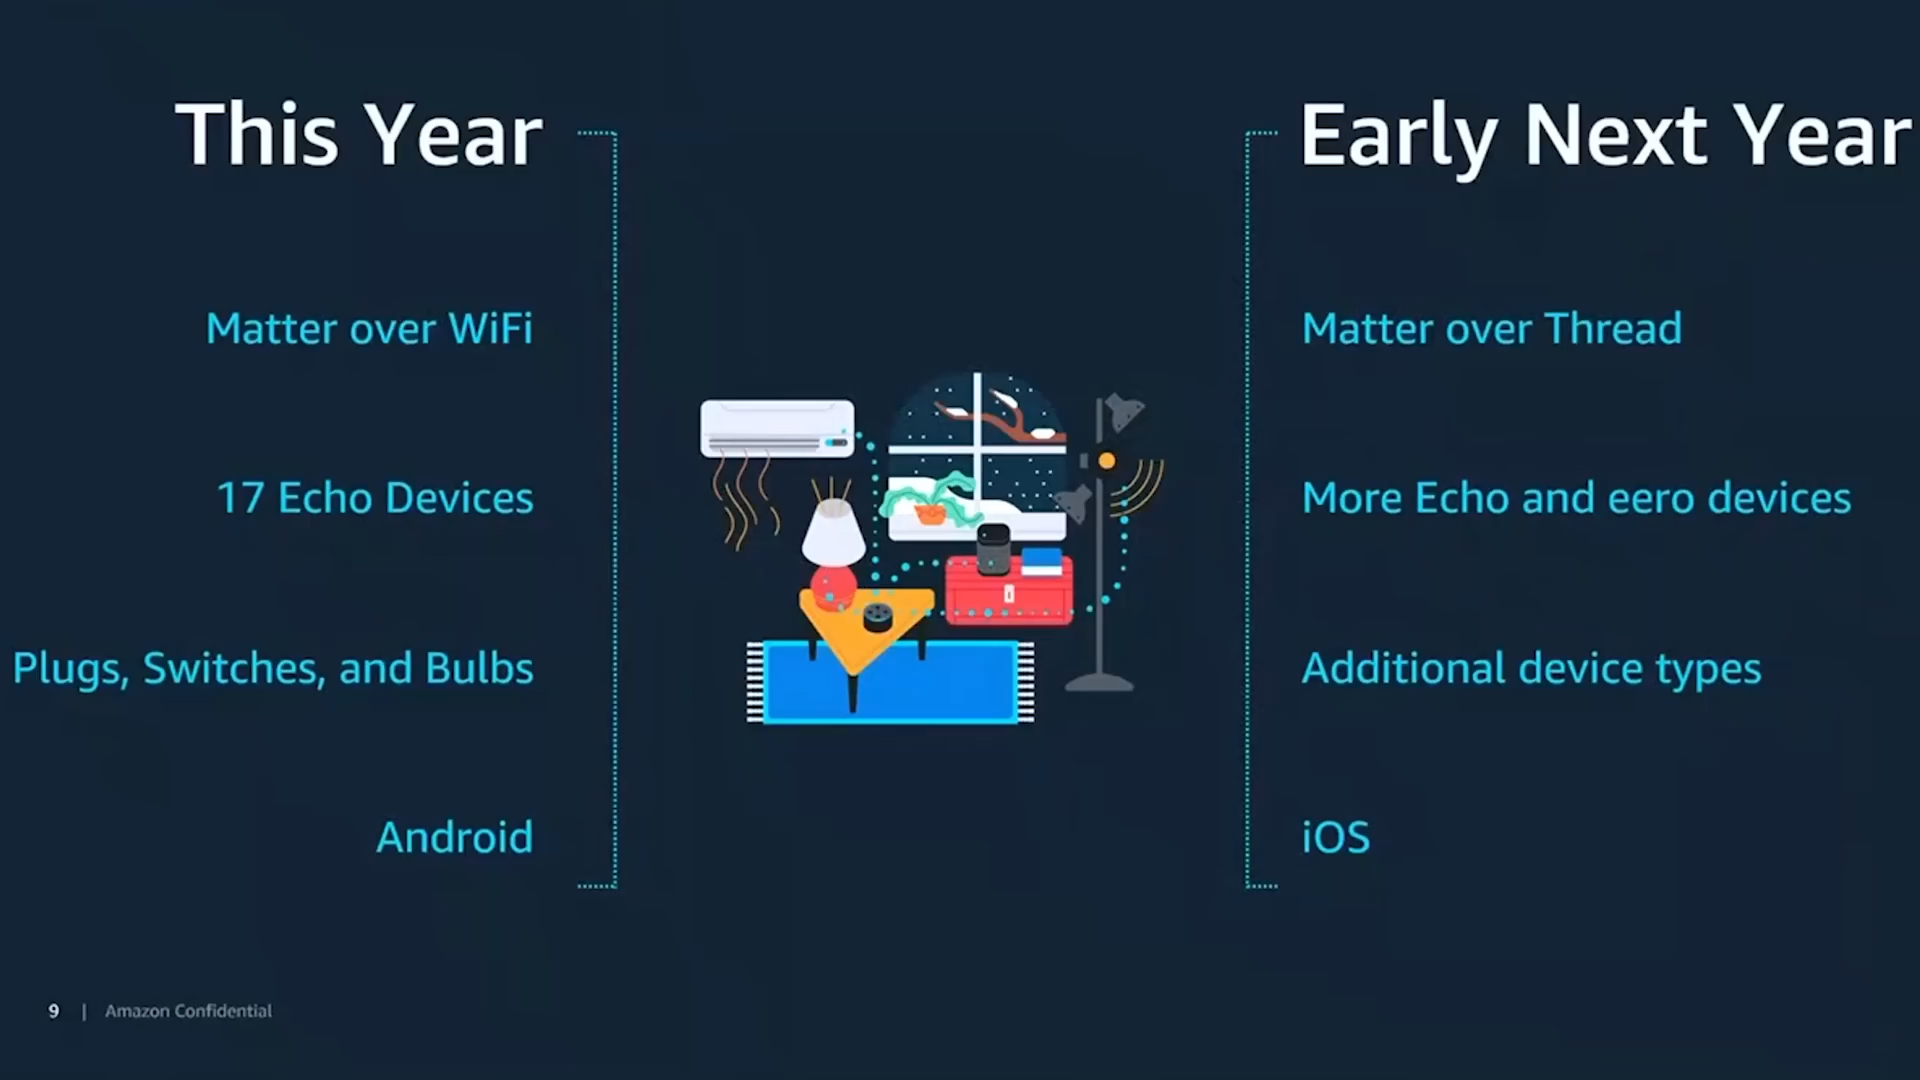 This Year
Matter over WiFi
17 Echo Devices
Plugs, Switches, and Bulbs
Android
Early Next Year
Matter over Thread
More Echo and eero devices
Additional device types
iOS
9 | Amazon Confidential